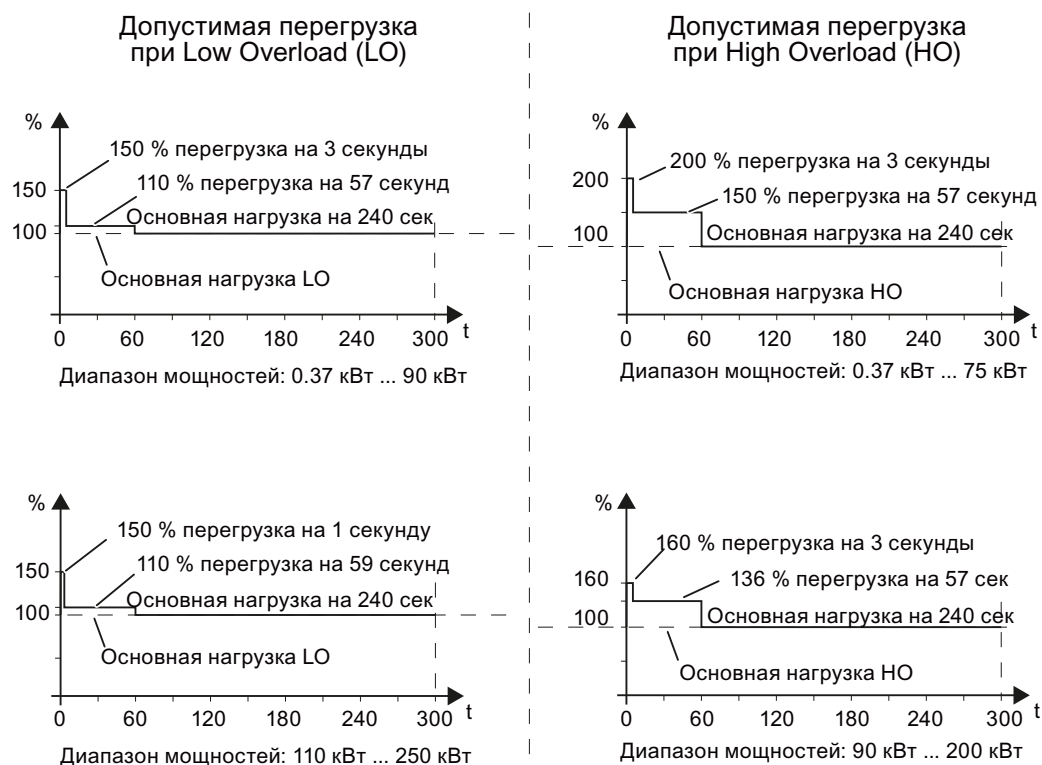 Допустимая перегрузка
при Low Overload (LO)
%
150 % перегрузка на 3 секунды
150
110 % перегрузка на 57 секунд
Основная нагрузка на 240 сек
100
Основная нагрузка LO
0 60 120 180 240 300 t
Диапазон мощностей: 0.37 кВт ... 90 кВт
Допустимая перегрузка
при High Overload (HO)
%
200 % перегрузка на 3 секунды
200
150 % перегрузка на 57 секунд
Основная нагрузка на 240 сек
100
Основная нагрузка HO
0 60 120 180 240 300 t
Диапазон мощностей: 0.37 кВт ... 75 кВт
%
150 % перегрузка на 1 секунду
150
110 % перегрузка на 59 секунд
Основная нагрузка на 240 сек
100
Основная нагрузка LO
0 60 120 180 240 300 t
Диапазон мощностей: 110 кВт ... 250 кВт
%
160 % перегрузка на 3 секунды
160
136 % перегрузка на 57 сек
Основная нагрузка на 240 сек
100
Основная нагрузка HO
0 60 120 180 240 300 t
Диапазон мощностей: 90 кВт ... 200 кВт